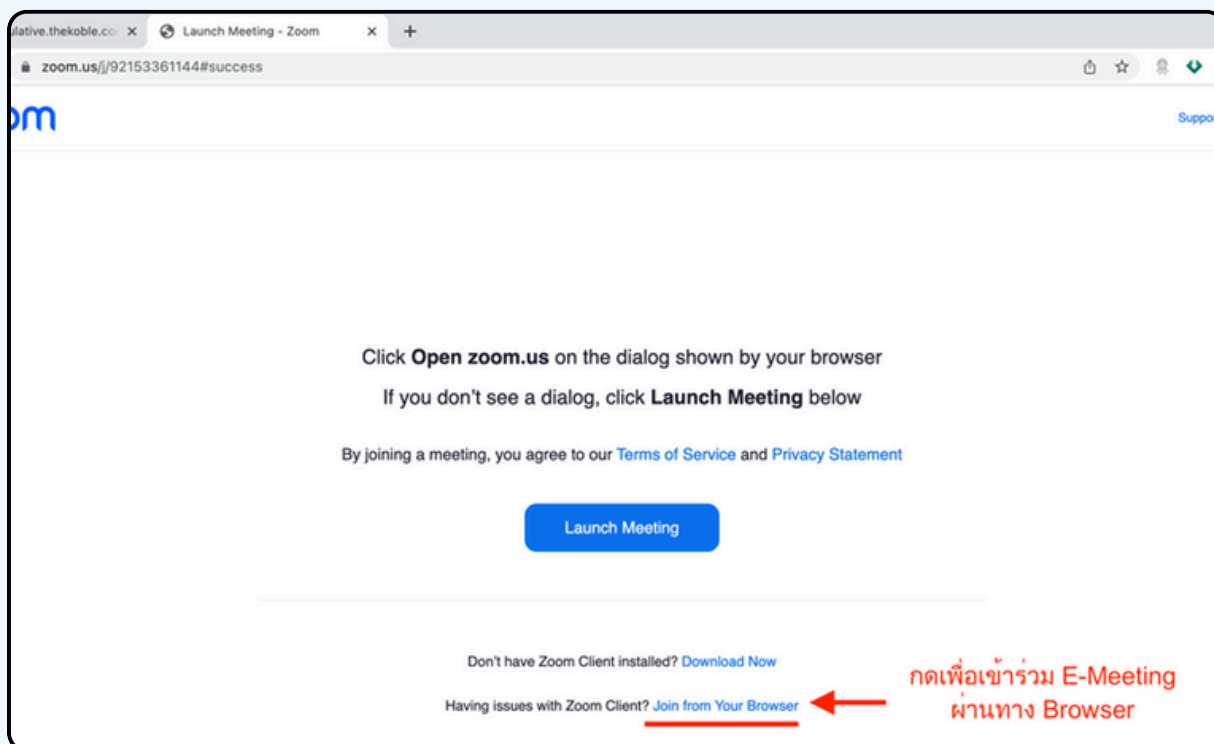 ulative.thekoble.co
Launch Meeting - Zoom
zoom.us/j/92153361144#success
om
Suppor
Click Open zoom.us on the dialog shown by your browser
If you don't see a dialog, click Launch Meeting below
By joining a meeting, you agree to our Terms of Service and Privacy Statement
Launch Meeting
Don't have Zoom Client installed? Download Now
Having issues with Zoom Client? Join from Your Browser
กดเพื่อเข้าร่วม E-Meeting
ผ่านทาง Browser